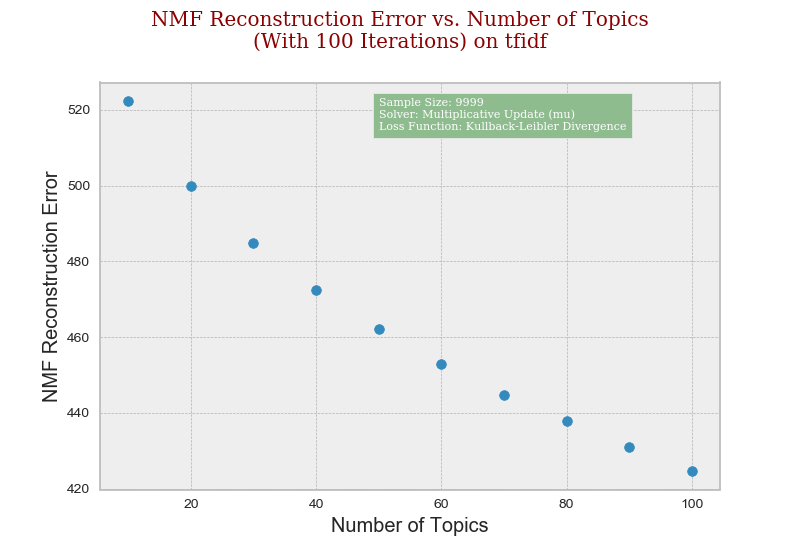 NMF Reconstruction Error vs. Number of Topics
(With 100 Iterations) on tfidf
Sample Size: 9999
Solver: Multiplicative Update (mu)
Loss Function: Kullback-Leibler Divergence
NMF Reconstruction Error
520
500
480
460
440
420
20 40 60 80 100
Number of Topics